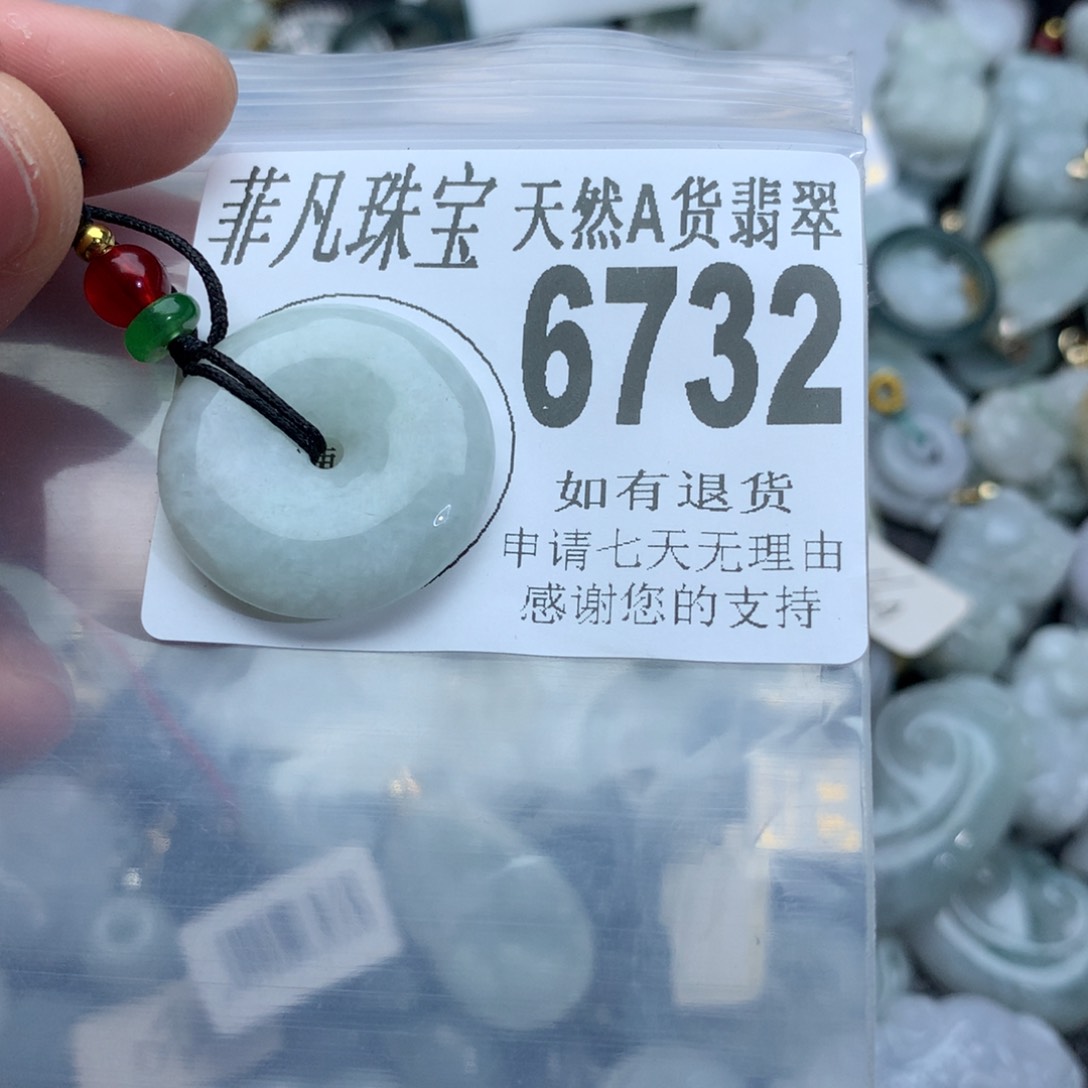 菲凡珠宝 天然A货翡翠
6732
如有退货
申请七天无理由
感谢您的支持